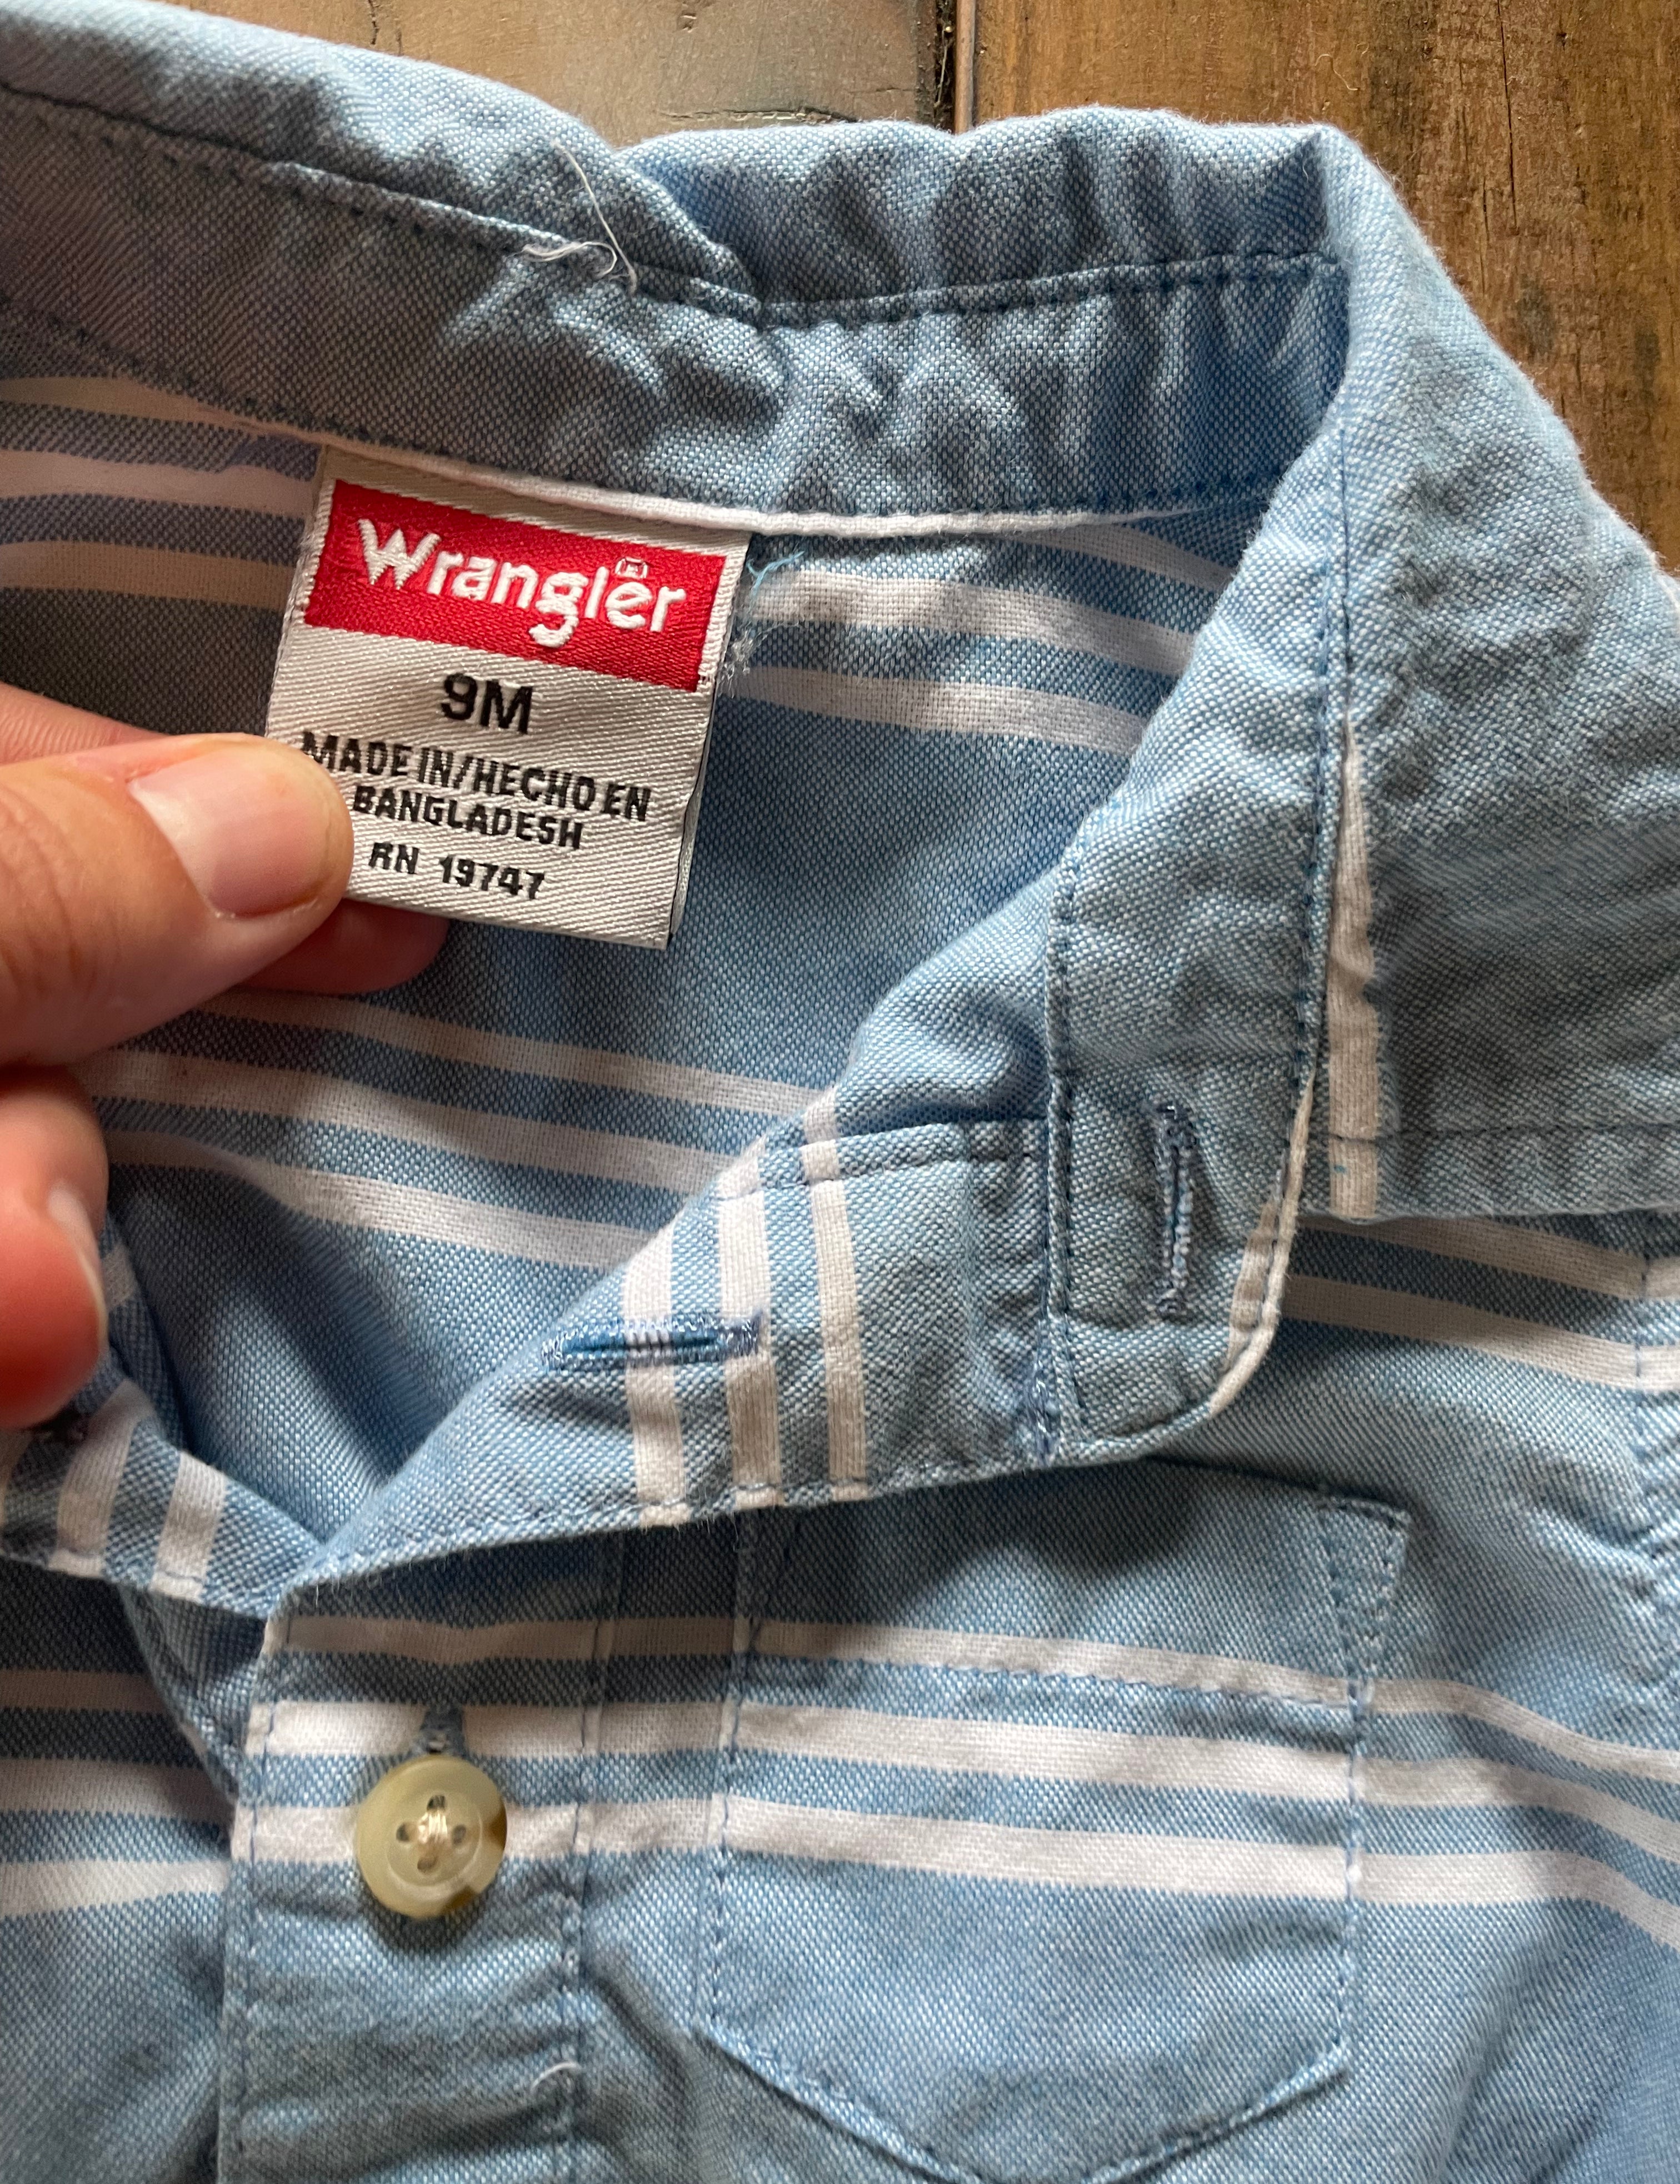 Wrangler
9M
MADE IN/HECHO EN
BANGLADESH
RN 19747